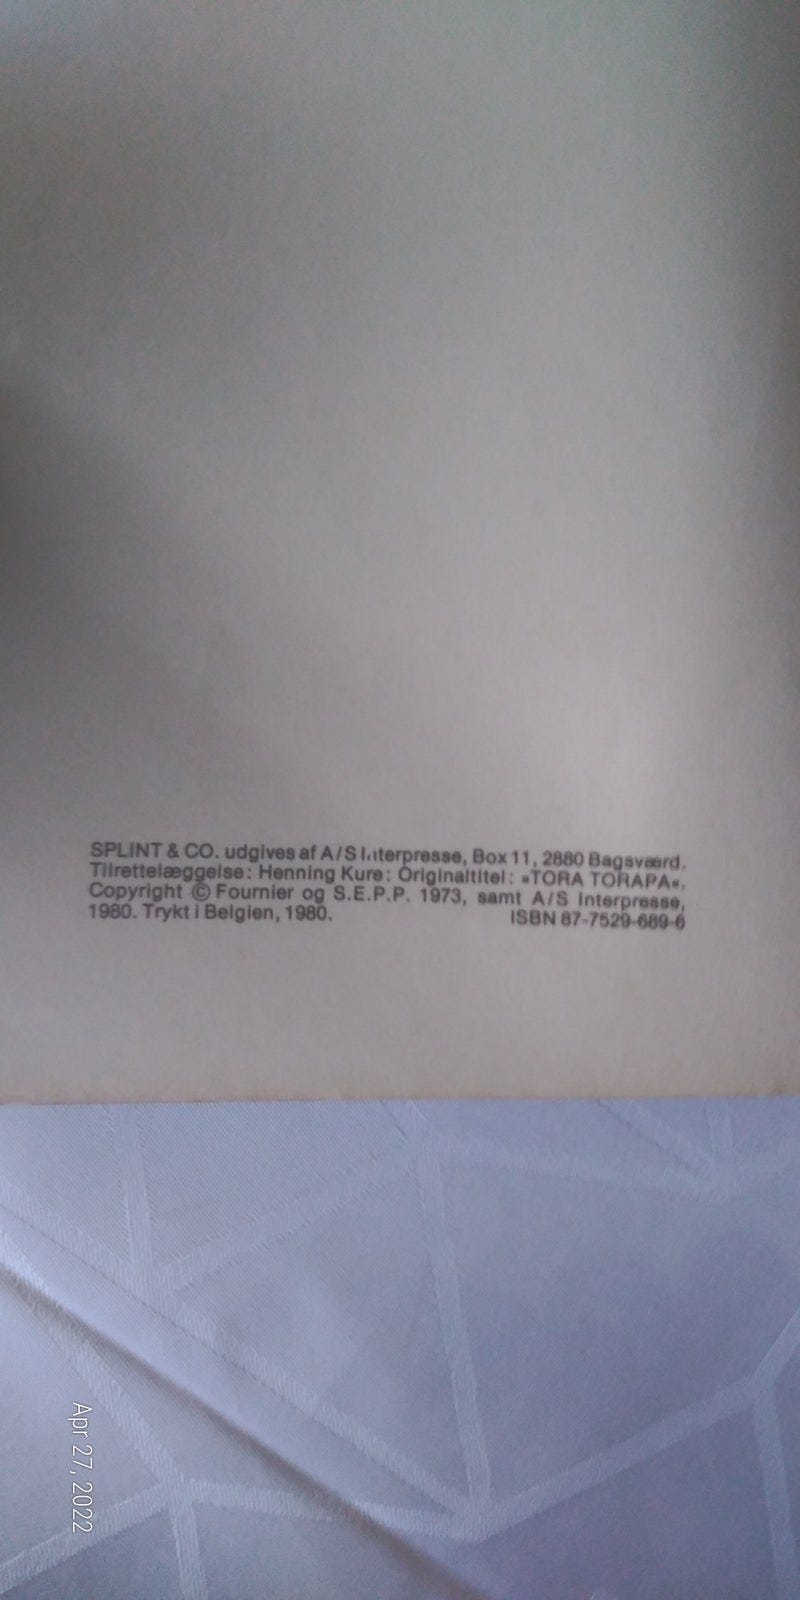 SPLINT & CO. udgives af A/S Interpresse, Box 11, 2880 Bagsværd.
Tilrettelæggelse: Henning Kure: Originaltitel: »TORA TORAPA«.
Copyright © Fournier og S.E.P.P. 1973, samt A/S Interpresse,
1980. Trykt i Belgien, 1980. ISBN 87-7529-689-6
Apr 27, 2022